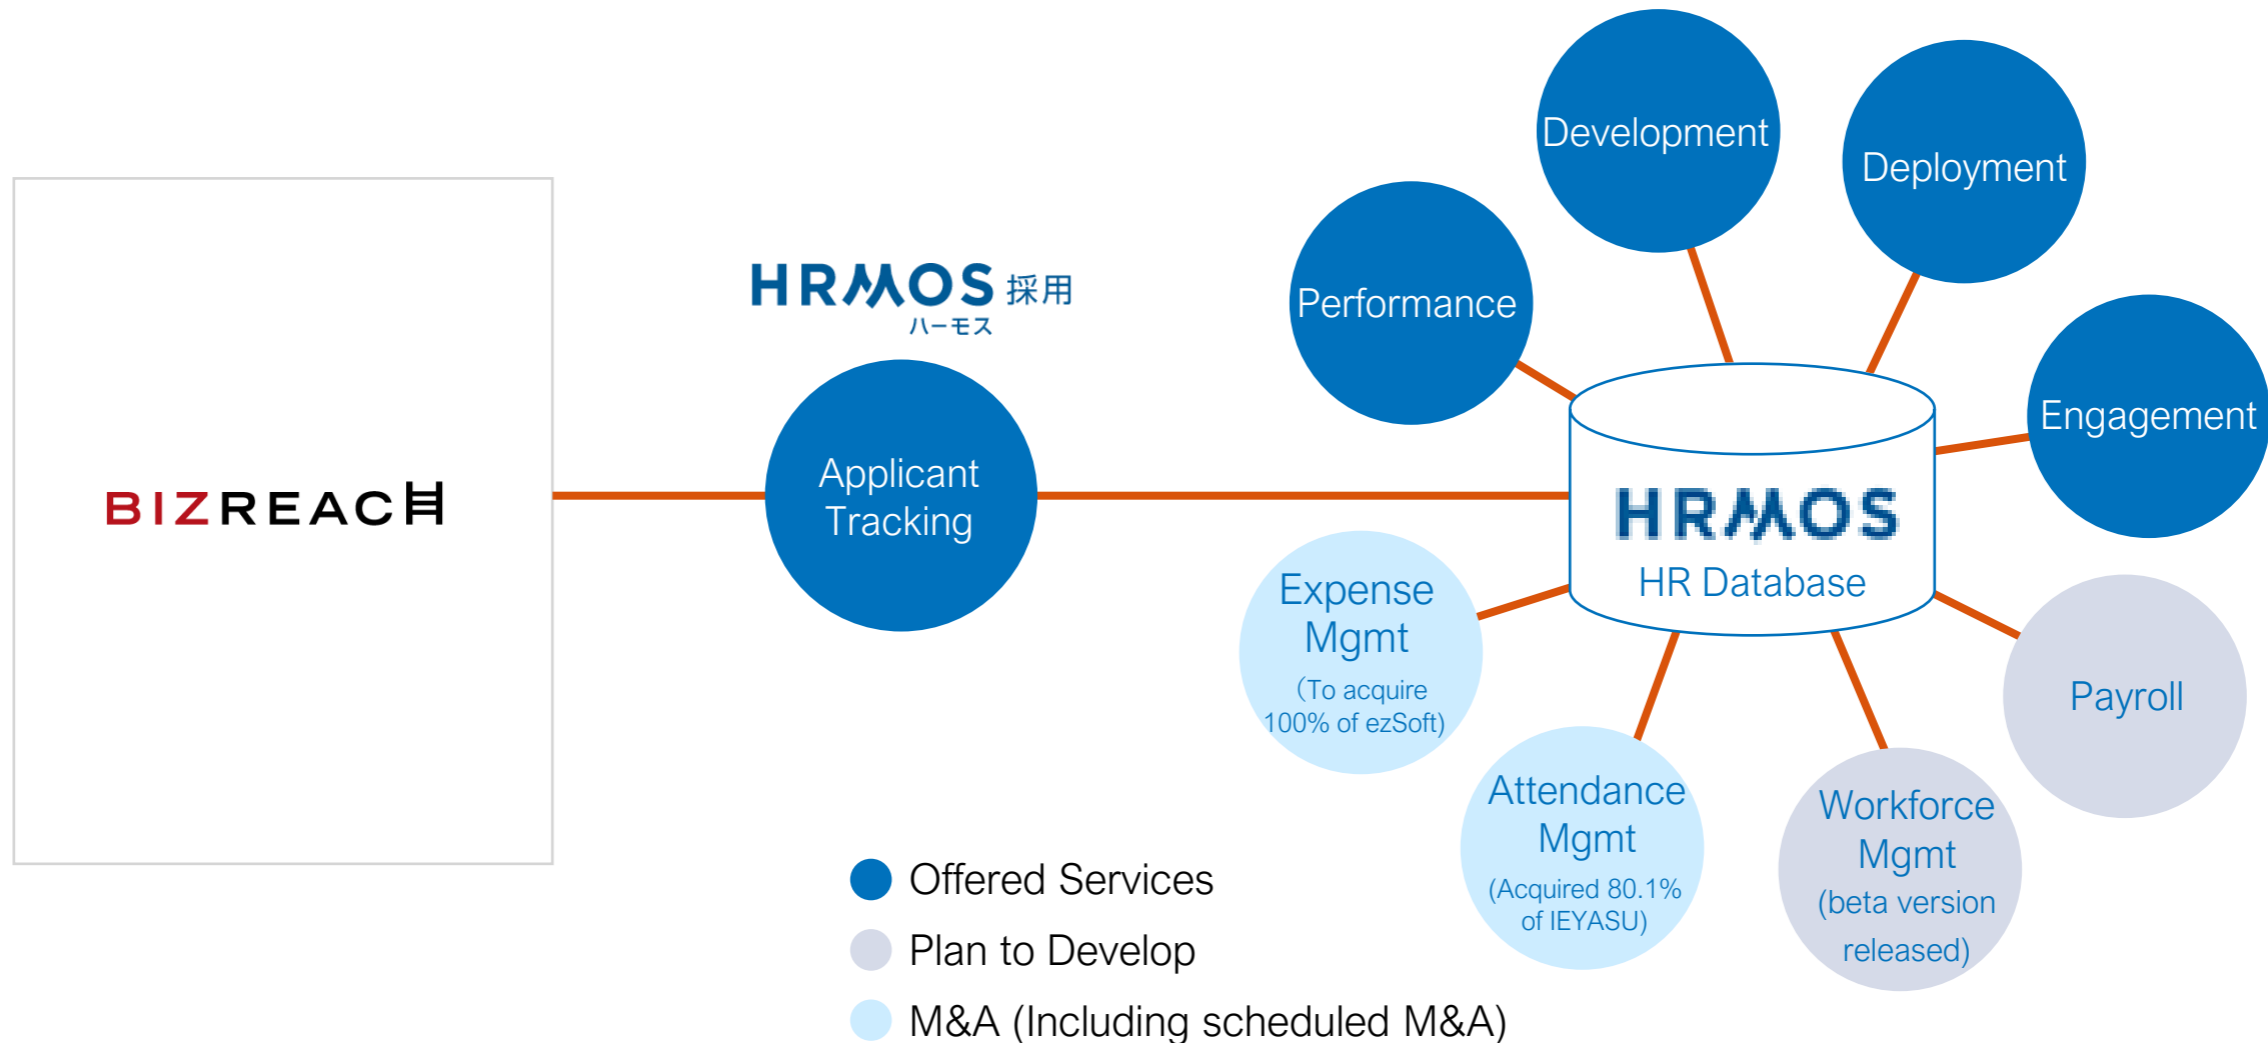 BIZREACH
HRMOS 採用
ハーモス
Applicant
Tracking
Performance
Development
Deployment
Engagement
HRMOS
HR Database
Expense
Mgmt
（To acquire
100% of ezSoft)
Attendance
Mgmt
(Acquired 80.1%
of IEYASU)
Workforce
Mgmt
(beta version
released)
Payroll
Offered Services
Plan to Develop
M&A (Including scheduled M&A)